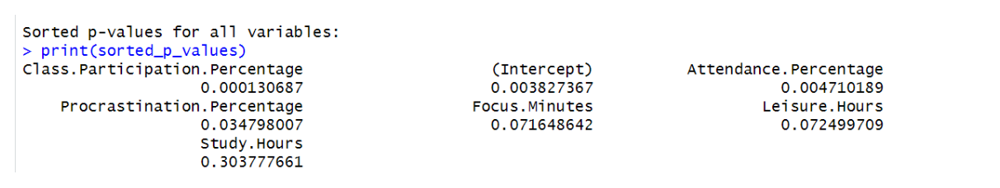 Sorted p-values for all variables:
> print(sorted_p_values)
Class.Participation.Percentage (Intercept) Attendance.Percentage
0.000130687 0.003827367 0.004710189
Procrastination.Percentage Focus.Minutes Leisure.Hours
0.034798007 0.071648642 0.072499709
Study.Hours
0.303777661